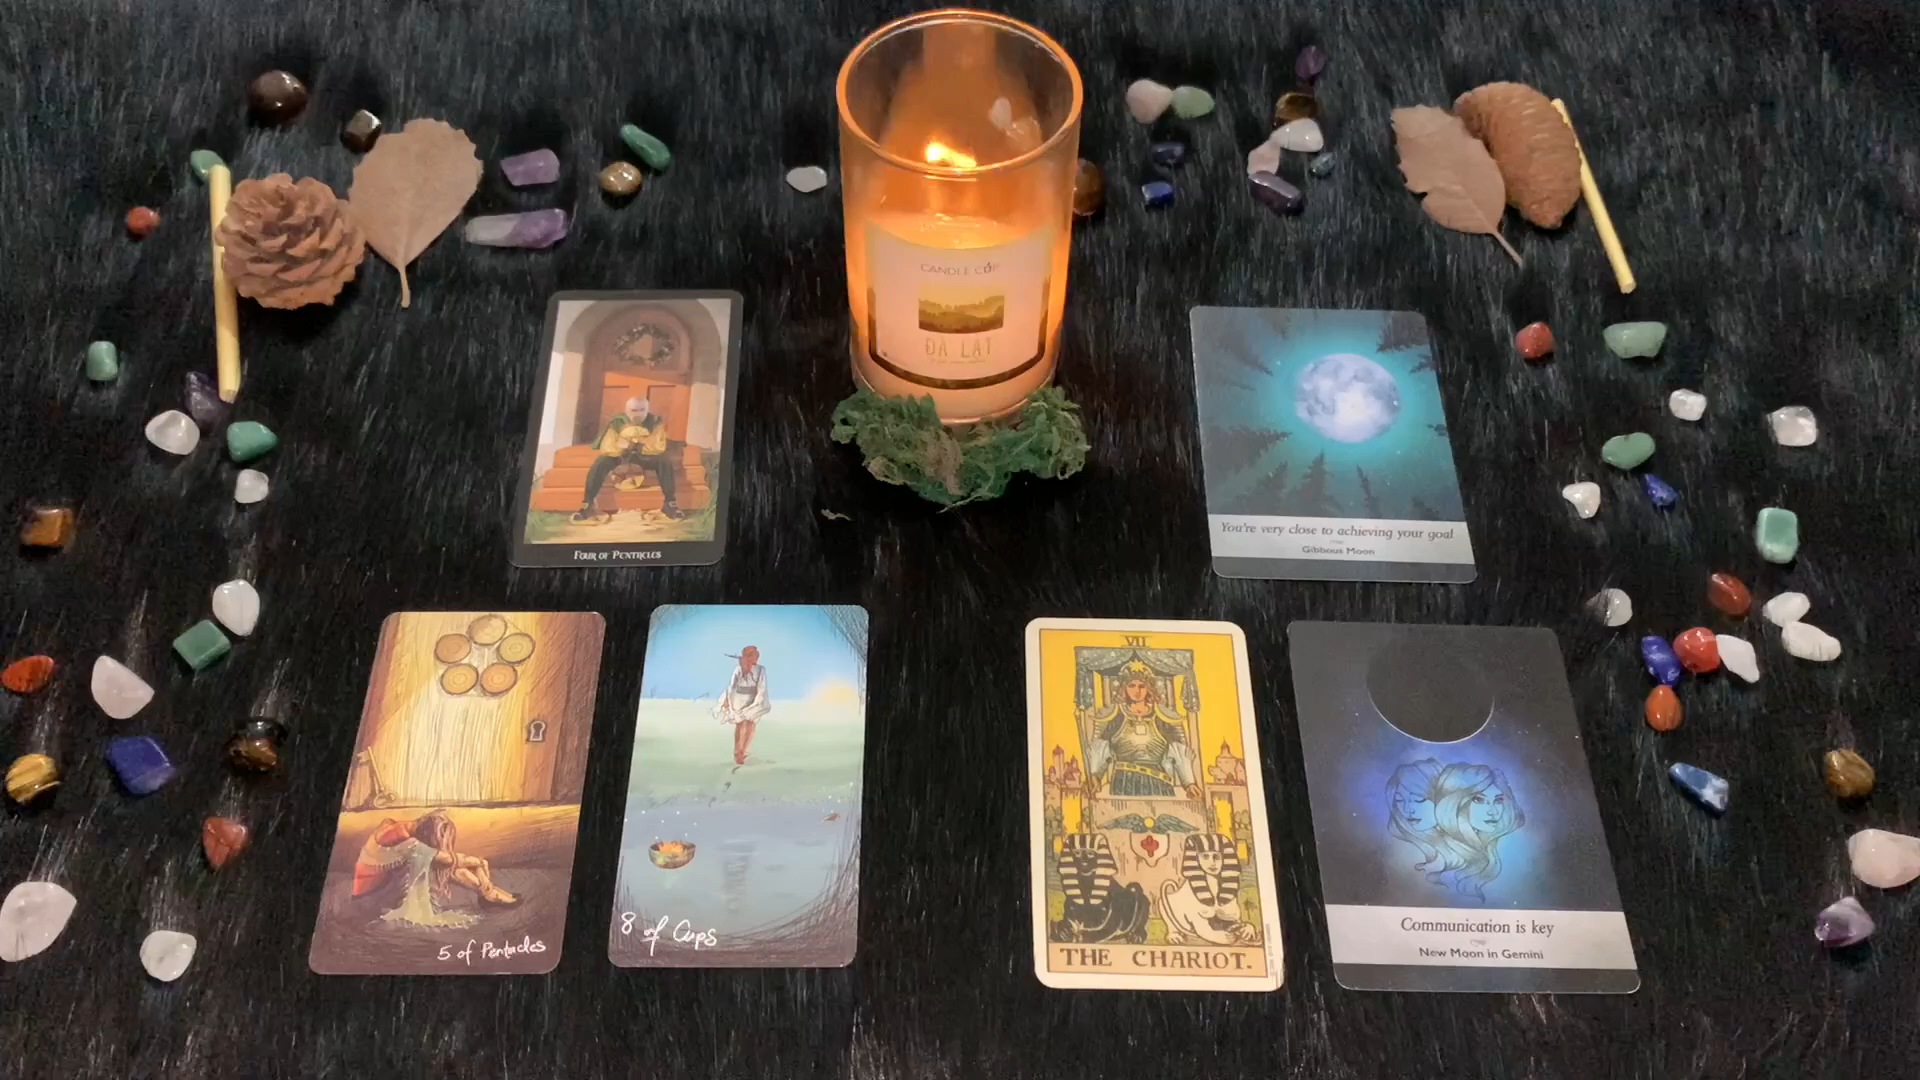 CANDLE CÚP
ĐÀ LẠT
FOUR OF PENTACLES
You're very close to achieving your goal
Gibbous Moon
5 of Pentacles
8 of Cups
VII
THE CHARIOT.
Communication is key
New Moon in Gemini